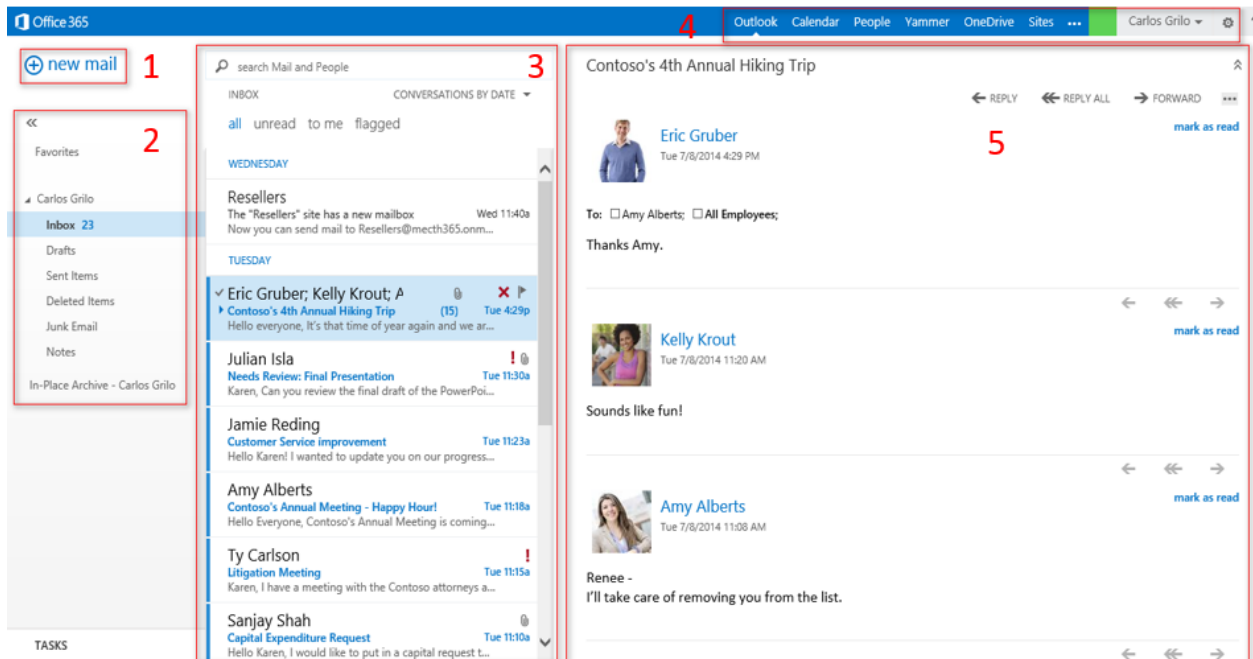 Office 365
4
Outlook Calendar People Yammer OneDrive Sites ••• Carlos Grilo
new mail
1
2
Favorites
Carlos Grilo
Inbox 23
Drafts
Sent Items
Deleted Items
Junk Email
Notes
In-Place Archive - Carlos Grilo
TASKS
search Mail and People
3
INBOX CONVERSATIONS BY DATE
all unread to me flagged
WEDNESDAY
Resellers
The "Resellers" site has a new mailbox Wed 11:40a
Now you can send mail to Resellers@mecth365.onm...
TUESDAY
Eric Gruber; Kelly Krout; A
Contoso's 4th Annual Hiking Trip (15) Tue 4:29p
Hello everyone, It's that time of year again and we ar...
Julian Isla
Needs Review: Final Presentation Tue 11:30a
Karen, Can you review the final draft of the PowerPoi...
Jamie Reding
Customer Service improvement Tue 11:23a
Hello Karen! I wanted to update you on our progress...
Amy Alberts
Contoso's Annual Meeting - Happy Hour! Tue 11:18a
Hello Everyone, Contoso's Annual Meeting is coming...
Ty Carlson
Litigation Meeting Tue 11:15a
Karen, I have a meeting with the Contoso attorneys a...
Sanjay Shah
Capital Expenditure Request Tue 11:10a
Hello Karen, I would like to put in a capital request t...
Contoso's 4th Annual Hiking Trip
REPLY REPLY ALL FORWARD •••
5
mark as read
Eric Gruber
Tue 7/8/2014 4:29 PM
To: Amy Alberts; All Employees;
Thanks Amy.
mark as read
Kelly Krout
Tue 7/8/2014 11:20 AM
Sounds like fun!
mark as read
Amy Alberts
Tue 7/8/2014 11:08 AM
Renee -
I'll take care of removing you from the list.